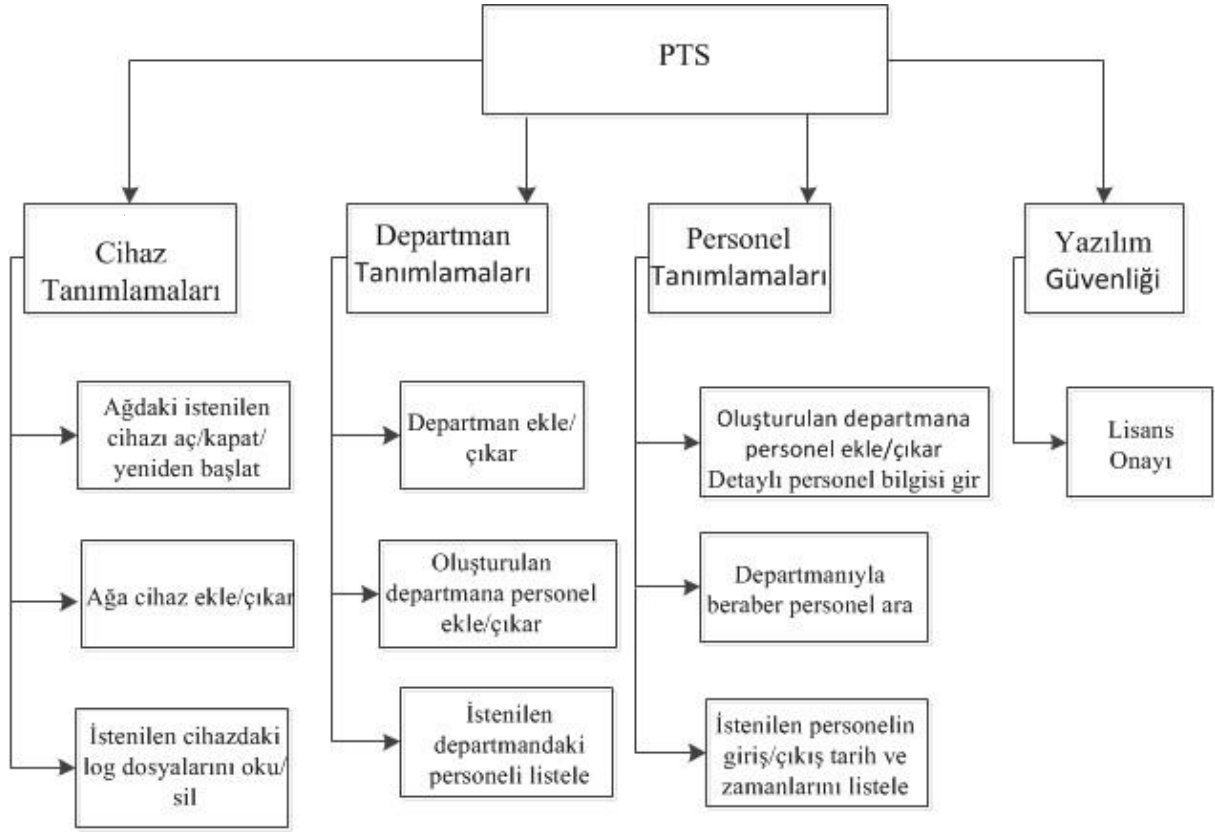 PTS
Cihaz
Tanımlamaları
Departman
Tanımlamaları
Personel
Tanımlamaları
Yazılım
Güvenliği
Ağdaki istenilen
cihazı aç/kapat/
yeniden başlat
Ağa cihaz ekle/çıkar
İstenilen cihazdaki
log dosyalarını oku/
sil
Departman ekle/
çıkar
Oluşturulan
departmana personel
ekle/çıkar
İstenilen
departmandaki
personeli listele
Oluşturulan departmana
personel ekle/çıkar
Detaylı personel bilgisi gir
Departmanıyla
beraber personel ara
İstenilen personelin
giriş/çıkış tarih ve
zamanlarını listele
Lisans
Onayı